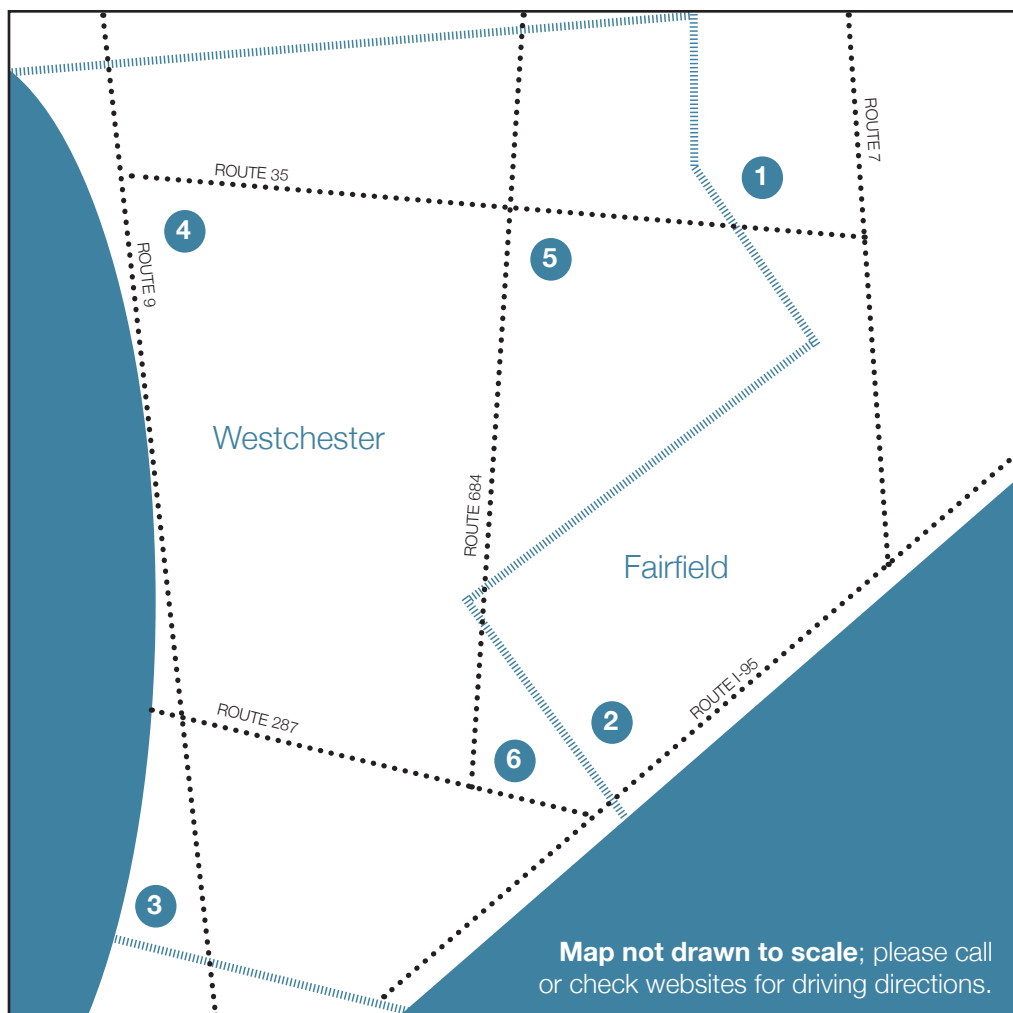 ROUTE 7
1
ROUTE 35
4
5
ROUTE 9
Westchester
ROUTE 684
Fairfield
ROUTE I-95
ROUTE 287
2
6
3
Map not drawn to scale; please call
or check websites for driving directions.